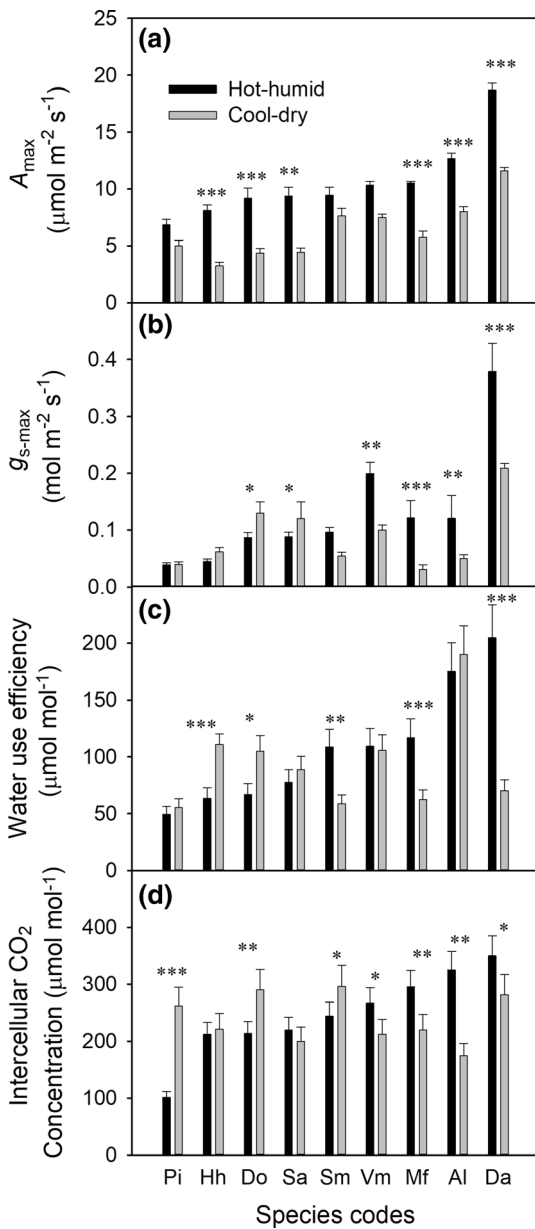 (a)
Hot-humid
Cool-dry
A max
(μmol m-2 s-1)
25
20
15
10
5
0
***
***
**
***
***
***
(b)
g s-max
(mol m-2 s-1)
0.4
0.3
0.2
0.1
0.0
*
*
**
***
**
***
(c)
Water use efficiency
(μmol mol-1)
200
150
100
50
0
***
*
**
***
***
(d)
Intercellular CO2
Concentration (μmol mol-1)
400
300
200
100
0
***
**
*
*
**
**
*
Pi Hh Do Sa Sm Vm Mf Al Da
Species codes